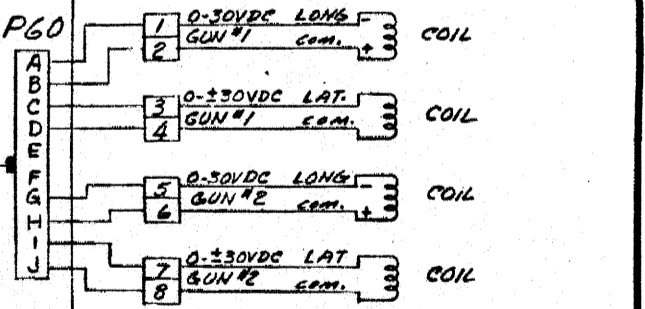 P60
A
B
C
D
E
F
G
H
I
J
1 0-30VDC LONG -
2 GUN #1 COM. +
COIL
3 0-±30VDC LAT.
4 GUN #1 COM.
COIL
5 0-30VDC LONG -
6 GUN #2 COM. +
COIL
7 0-±30VDC LAT
8 GUN #2 COM.
COIL